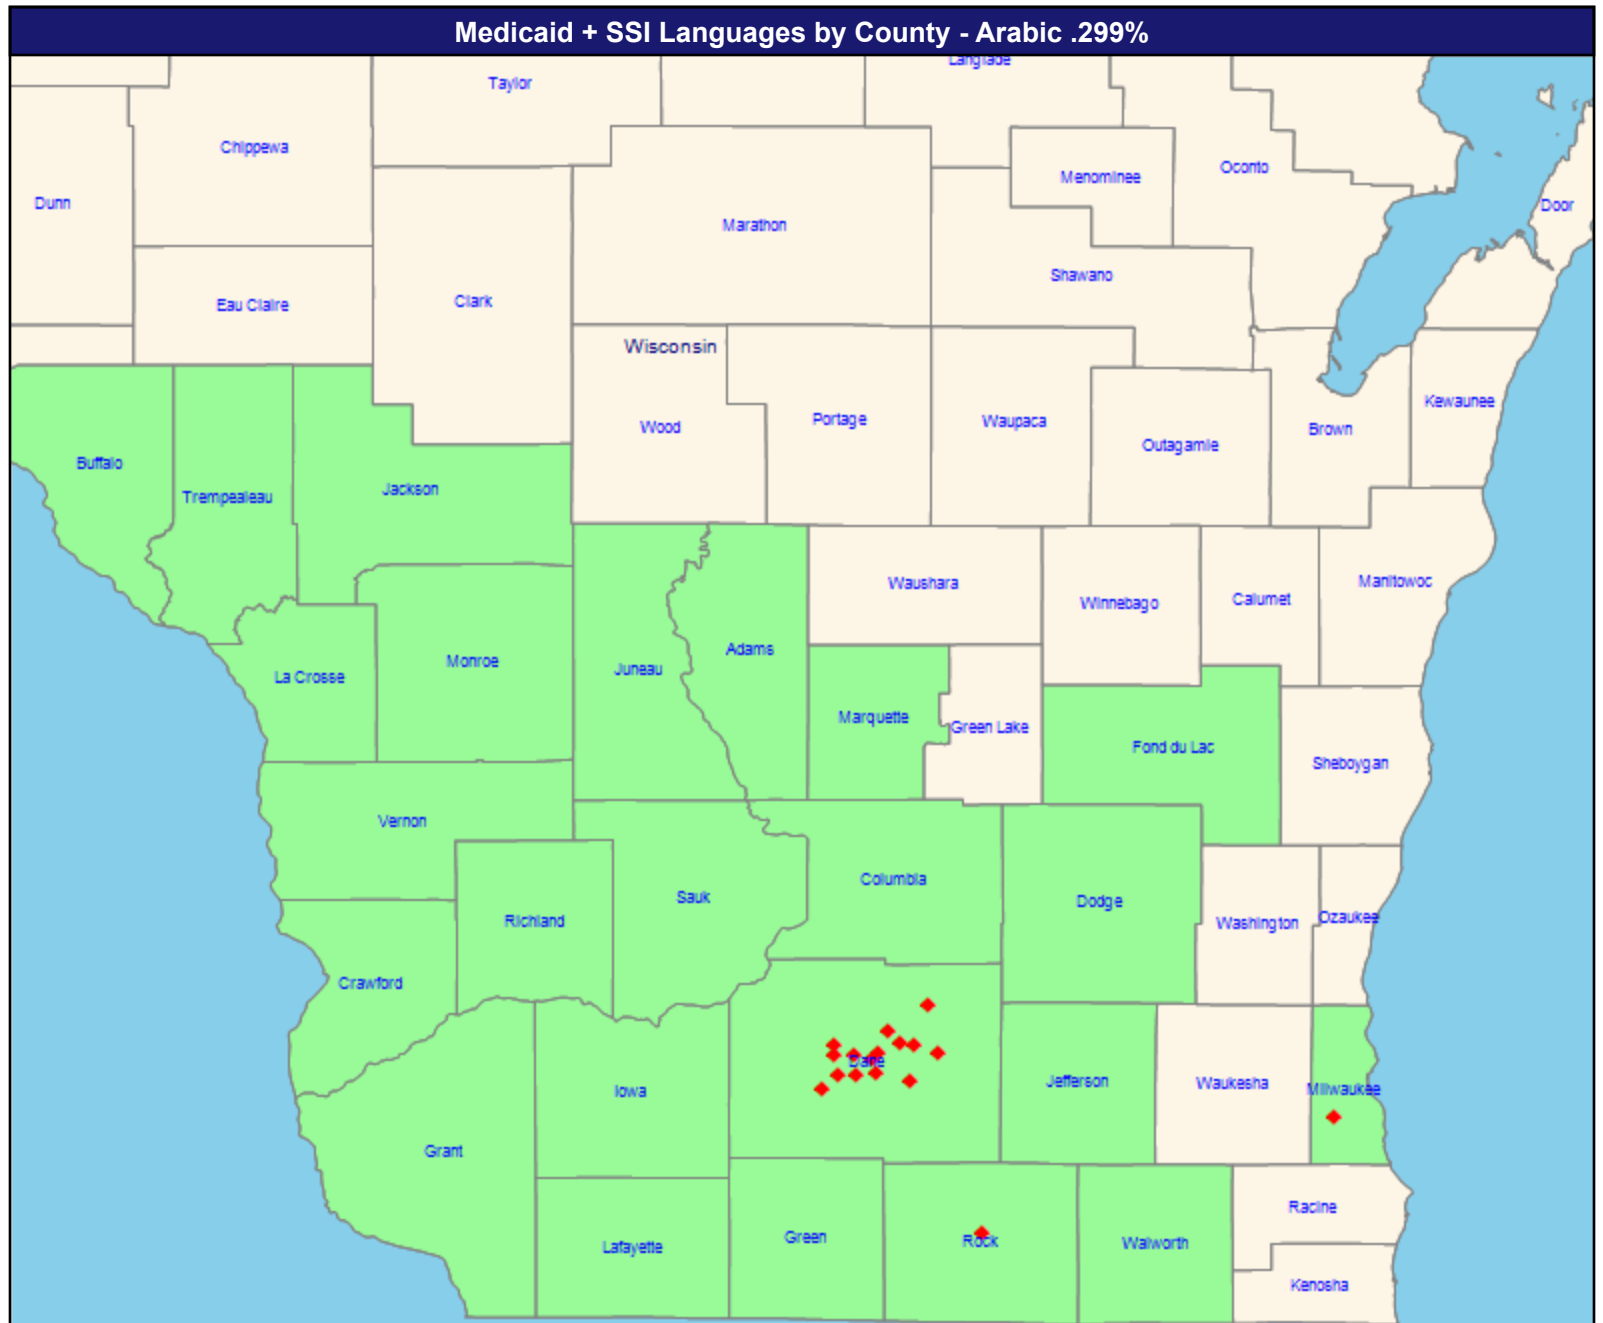 Medicaid + SSI Languages by County - Arabic .299%
Langlade
Taylor
Chippewa
Oconto
Menominee
Dunn
Door
Marathon
Shawano
Clark
Eau Claire
Wisconsin
Kewaunee
Portage
Waupaca
Wood
Brown
Outagamie
Buffalo
Jackson
Trempealeau
Manitowoc
Waushara
Calumet
Winnebago
Adams
Monroe
Juneau
La Crosse
Marquette
Green Lake
Fond du Lac
Sheboygan
Vernon
Columbia
Sauk
Dodge
Ozaukee
Richland
Washington
Crawford
Dane
Jefferson
Waukesha
Milwaukee
Iowa
Grant
Racine
Green
Rock
Walworth
Lafayette
Kenosha